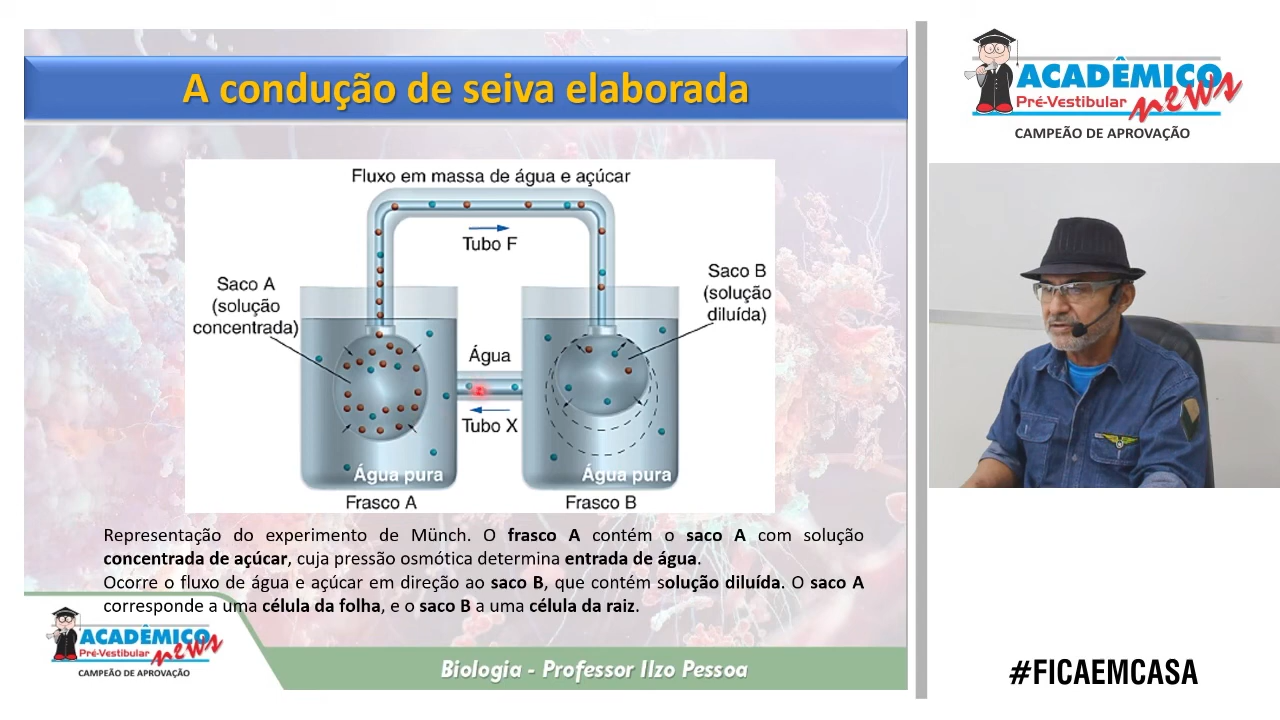 A condução de seiva elaborada
Fluxo em massa de água e açúcar
Tubo F
Saco A
(solução
concentrada)
Saco B
(solução
diluída)
Água
Tubo X
Água pura
Água pura
Frasco A
Frasco B
Representação do experimento de Münch. O frasco A contém o saco A com solução
concentrada de açúcar, cuja pressão osmótica determina entrada de água.
Ocorre o fluxo de água e açúcar em direção ao saco B, que contém solução diluída. O saco A
corresponde a uma célula da folha, e o saco B a uma célula da raiz.
ACADÊMICO
Pré-Vestibular news
CAMPEÃO DE APROVAÇÃO
Biologia - Professor Ilzo Pessoa
ACADÊMICO
Pré-Vestibular news
CAMPEÃO DE APROVAÇÃO
#FICAEMCASA